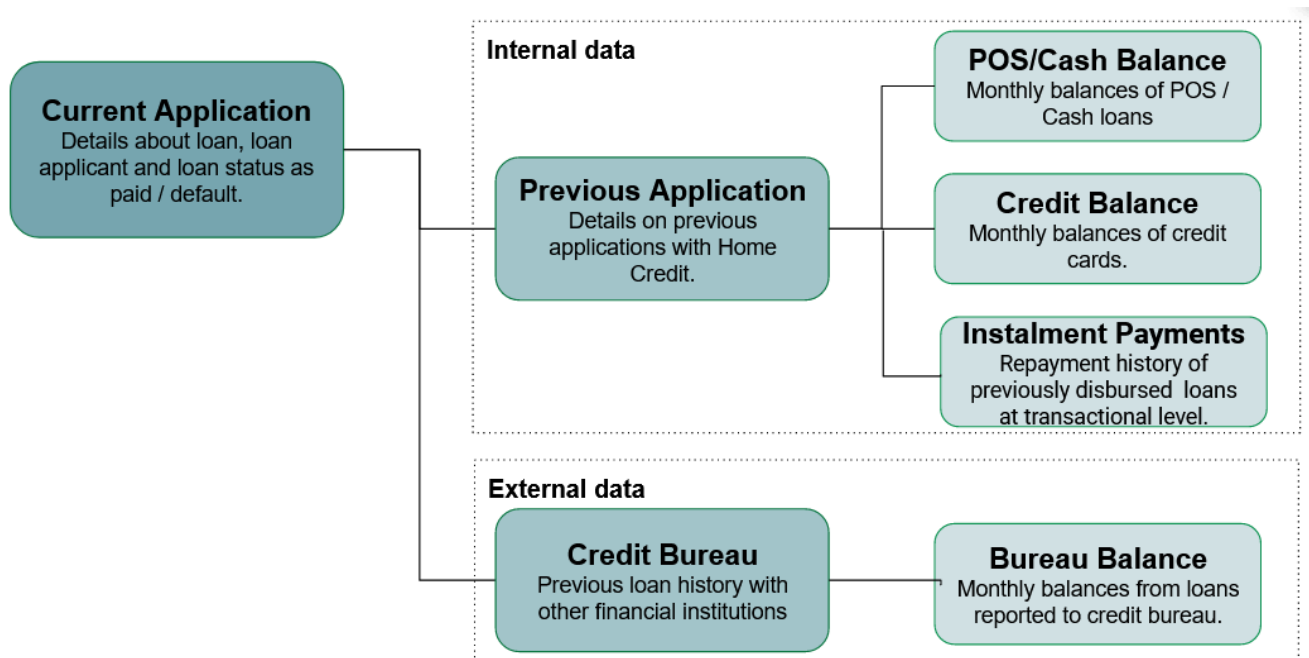 Current Application
Details about loan, loan
applicant and loan status as
paid / default.
Internal data
Previous Application
Details on previous
applications with Home
Credit.
POS/Cash Balance
Monthly balances of POS /
Cash loans
Credit Balance
Monthly balances of credit
cards.
Instalment Payments
Repayment history of
previously disbursed loans
at transactional level.
External data
Credit Bureau
Previous loan history with
other financial institutions
Bureau Balance
Monthly balances from loans
reported to credit bureau.